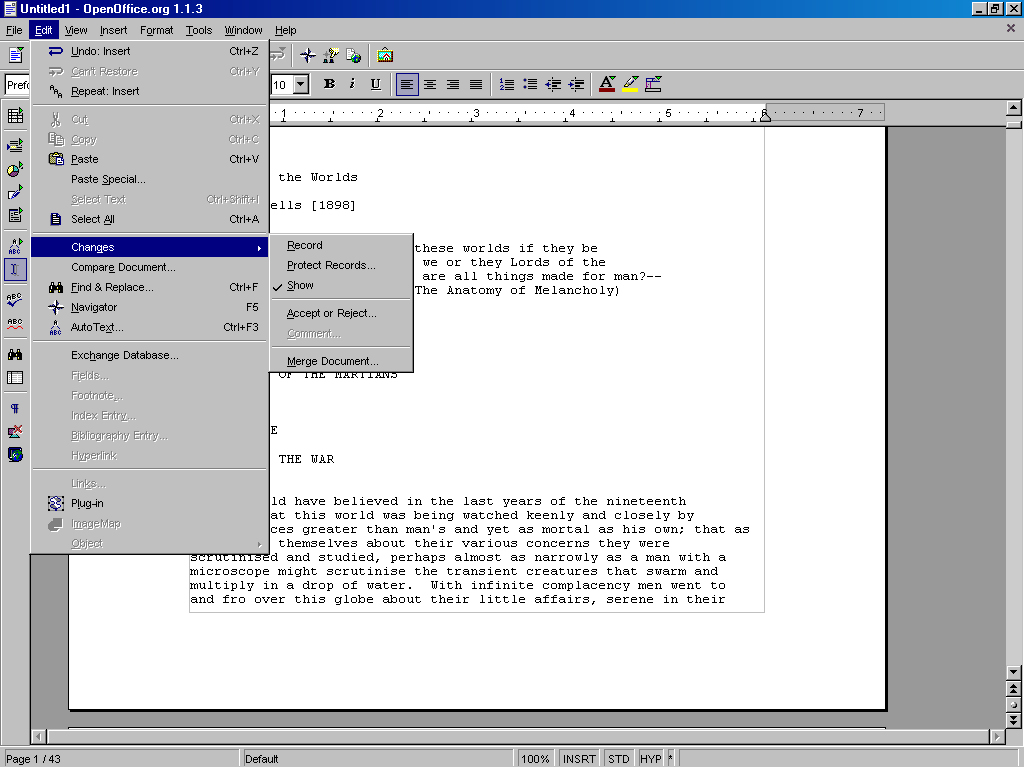 Untitled1 - OpenOffice.org 1.1.3
File Edit View Insert Format Tools Window Help
Undo: Insert Ctrl+Z
Can't Restore Ctrl+Y
Repeat: Insert
Cut Ctrl+X
Copy Ctrl+C
Paste Ctrl+V
Paste Special...
Select Text Ctrl+Shift+I
Select All Ctrl+A
Changes
Compare Document...
Find & Replace... Ctrl+F
Navigator F5
AutoText... Ctrl+F3
Exchange Database...
Fields...
Footnote...
Index Entry...
Bibliography Entry...
Hyperlink
Links...
Plug-in
ImageMap
Object
Record
Protect Records...
Show
Accept or Reject...
Comment...
Merge Document...
10 B i U
1 2 3 4 5 6 7
the Worlds
ells [1898]
these worlds if they be
we or they Lords of the
are all things made for man?--
The Anatomy of Melancholy)
OF THE MARTIANS
E
THE WAR
ld have believed in the last years of the nineteenth
at this world was being watched keenly and closely by
ces greater than man's and yet as mortal as his own; that as
themselves about their various concerns they were
scrutinised and studied, perhaps almost as narrowly as a man with a
microscope might scrutinise the transient creatures that swarm and
multiply in a drop of water. With infinite complacency men went to
and fro over this globe about their little affairs, serene in their
Page 1 / 43 Default 100% INSRT STD HYP *